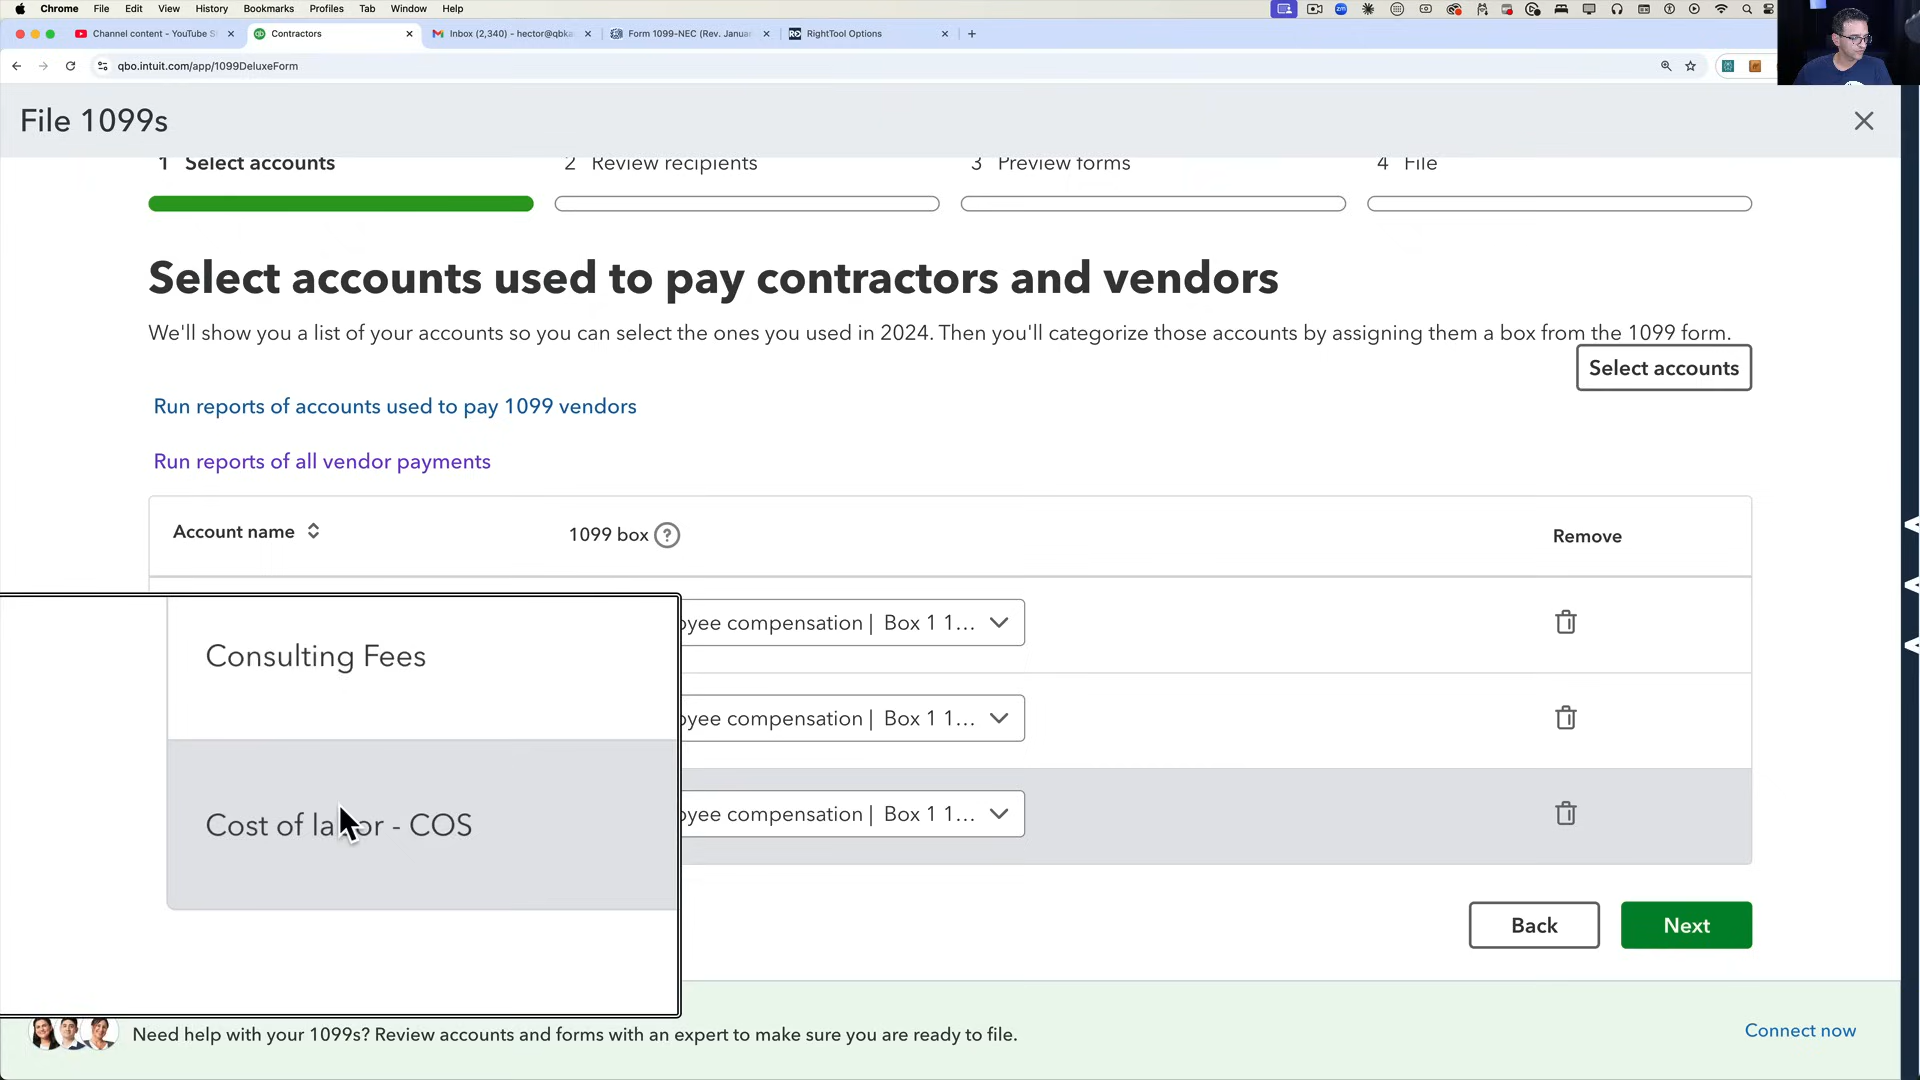 Chrome File Edit View History Bookmarks Profiles Tab Window Help
Channel content - YouTube S
Contractors
Inbox (2,340) - hector@qbka
Form 1099-NEC (Rev. Januar
RightTool Options
qbo.intuit.com/app/1099DeluxeForm
File 1099s
1 Select accounts
2 Review recipients
3 Preview forms
4 File
Select accounts used to pay contractors and vendors
We'll show you a list of your accounts so you can select the ones you used in 2024. Then you'll categorize those accounts by assigning them a box from the 1099 form.
Select accounts
Run reports of accounts used to pay 1099 vendors
Run reports of all vendor payments
Account name
1099 box ?
Remove
oyee compensation | Box 1 1...
Consulting Fees
oyee compensation | Box 1 1...
Cost of labor - COS
oyee compensation | Box 1 1...
Back
Next
Need help with your 1099s? Review accounts and forms with an expert to make sure you are ready to file.
Connect now